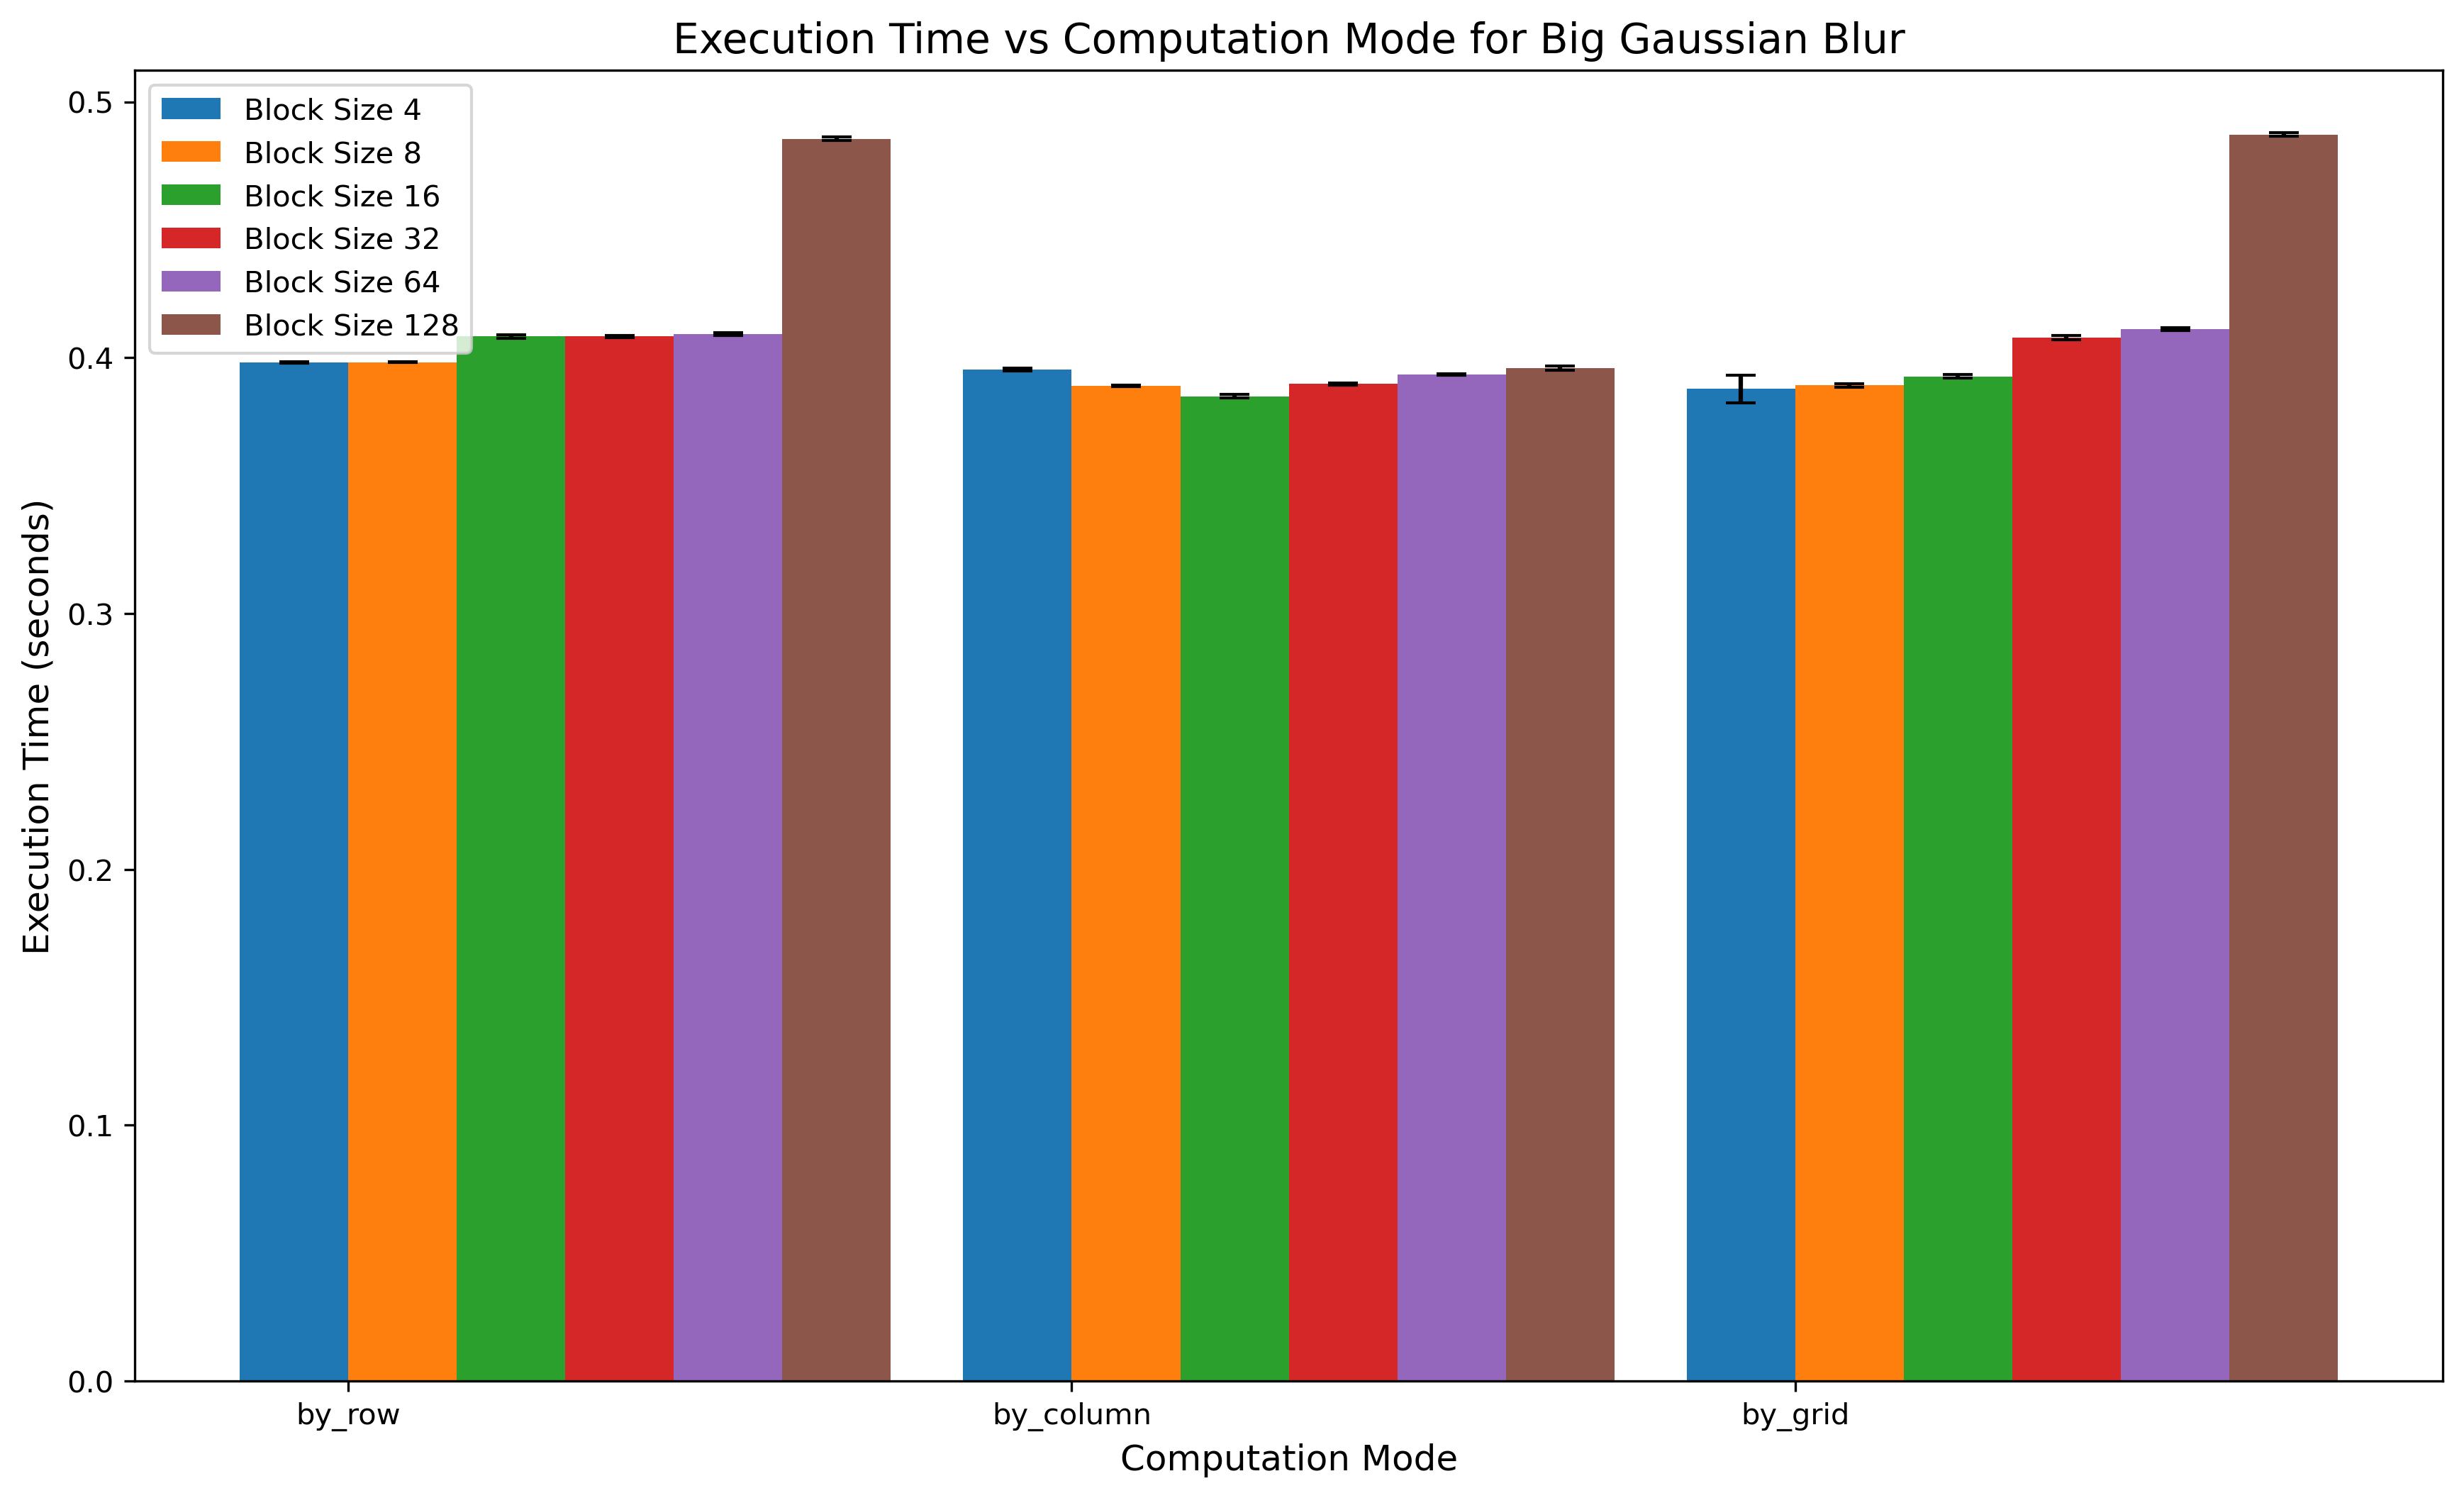 Execution Time vs Computation Mode for Big Gaussian Blur
Block Size 4
Block Size 8
Block Size 16
Block Size 32
Block Size 64
Block Size 128
Execution Time (seconds)
0.5
0.4
0.3
0.2
0.1
0.0
by_row
by_column
by_grid
Computation Mode